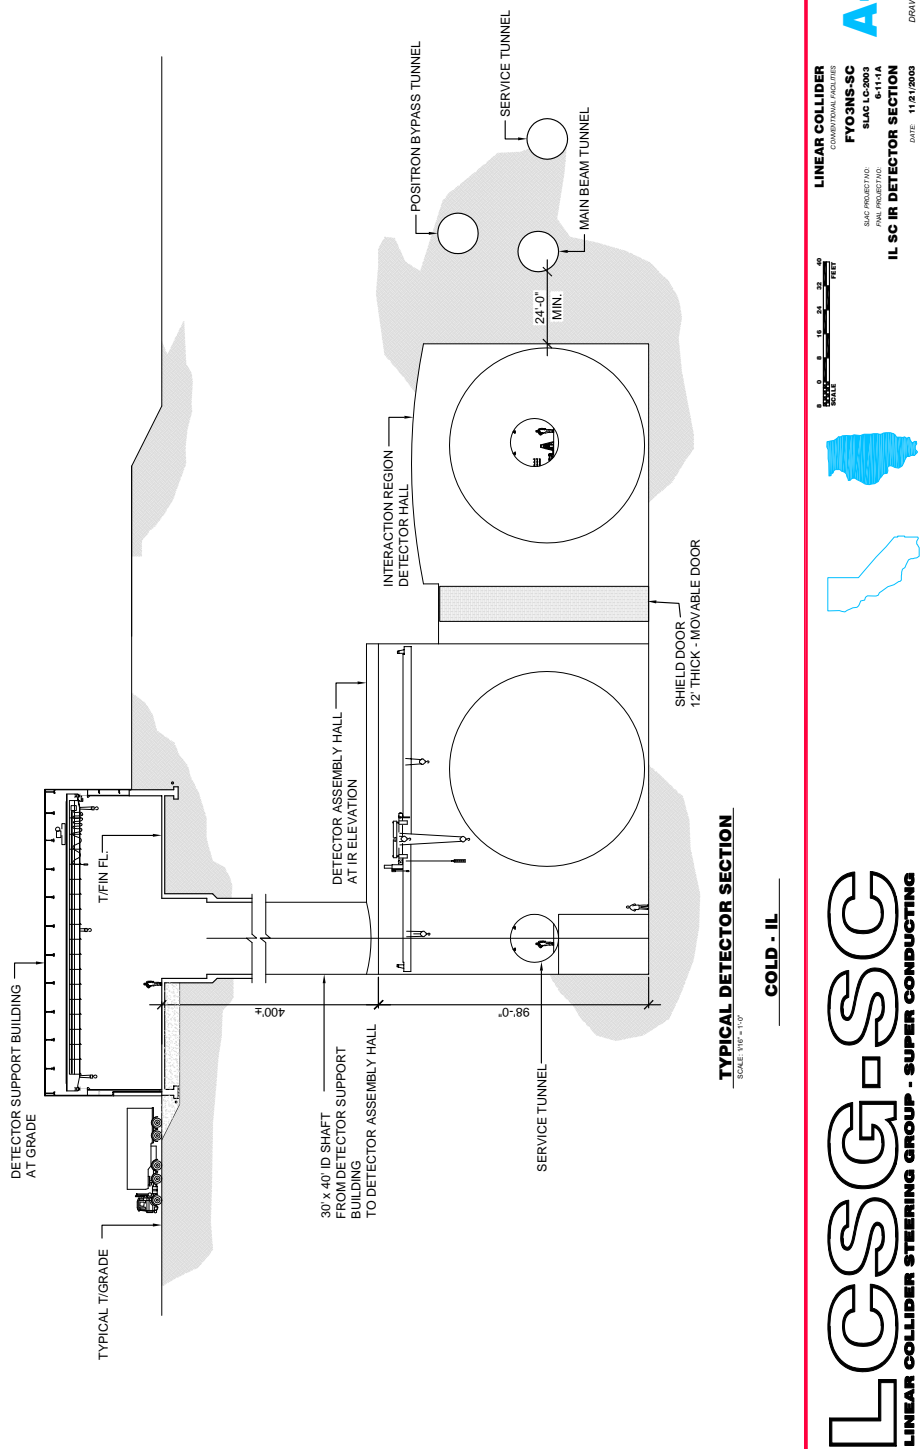 DETECTOR SUPPORT BUILDING
AT GRADE
TYPICAL T/GRADE
T/FIN FL.
400'±
98'-0"
30' x 40' ID SHAFT
FROM DETECTOR SUPPORT
BUILDING
TO DETECTOR ASSEMBLY HALL
DETECTOR ASSEMBLY HALL
AT IR ELEVATION
INTERACTION REGION
DETECTOR HALL
POSITRON BYPASS TUNNEL
SERVICE TUNNEL
MAIN BEAM TUNNEL
24'-0"
MIN.
SERVICE TUNNEL
SHIELD DOOR
12' THICK - MOVABLE DOOR
TYPICAL DETECTOR SECTION
SCALE: 1/16" = 1'-0"
COLD - IL
LCSG-SC
LINEAR COLLIDER STEERING GROUP - SUPER CONDUCTING
8 0 8 16 24 32 40
SCALE FEET
LINEAR COLLIDER
CONVENTIONAL FACILITIES
FYO3NS-SC
SLAC PROJECT NO: SLAC LC-2003
FNAL PROJECT NO: 6-11-1A
IL SC IR DETECTOR SECTION
DATE: 11/21/2003